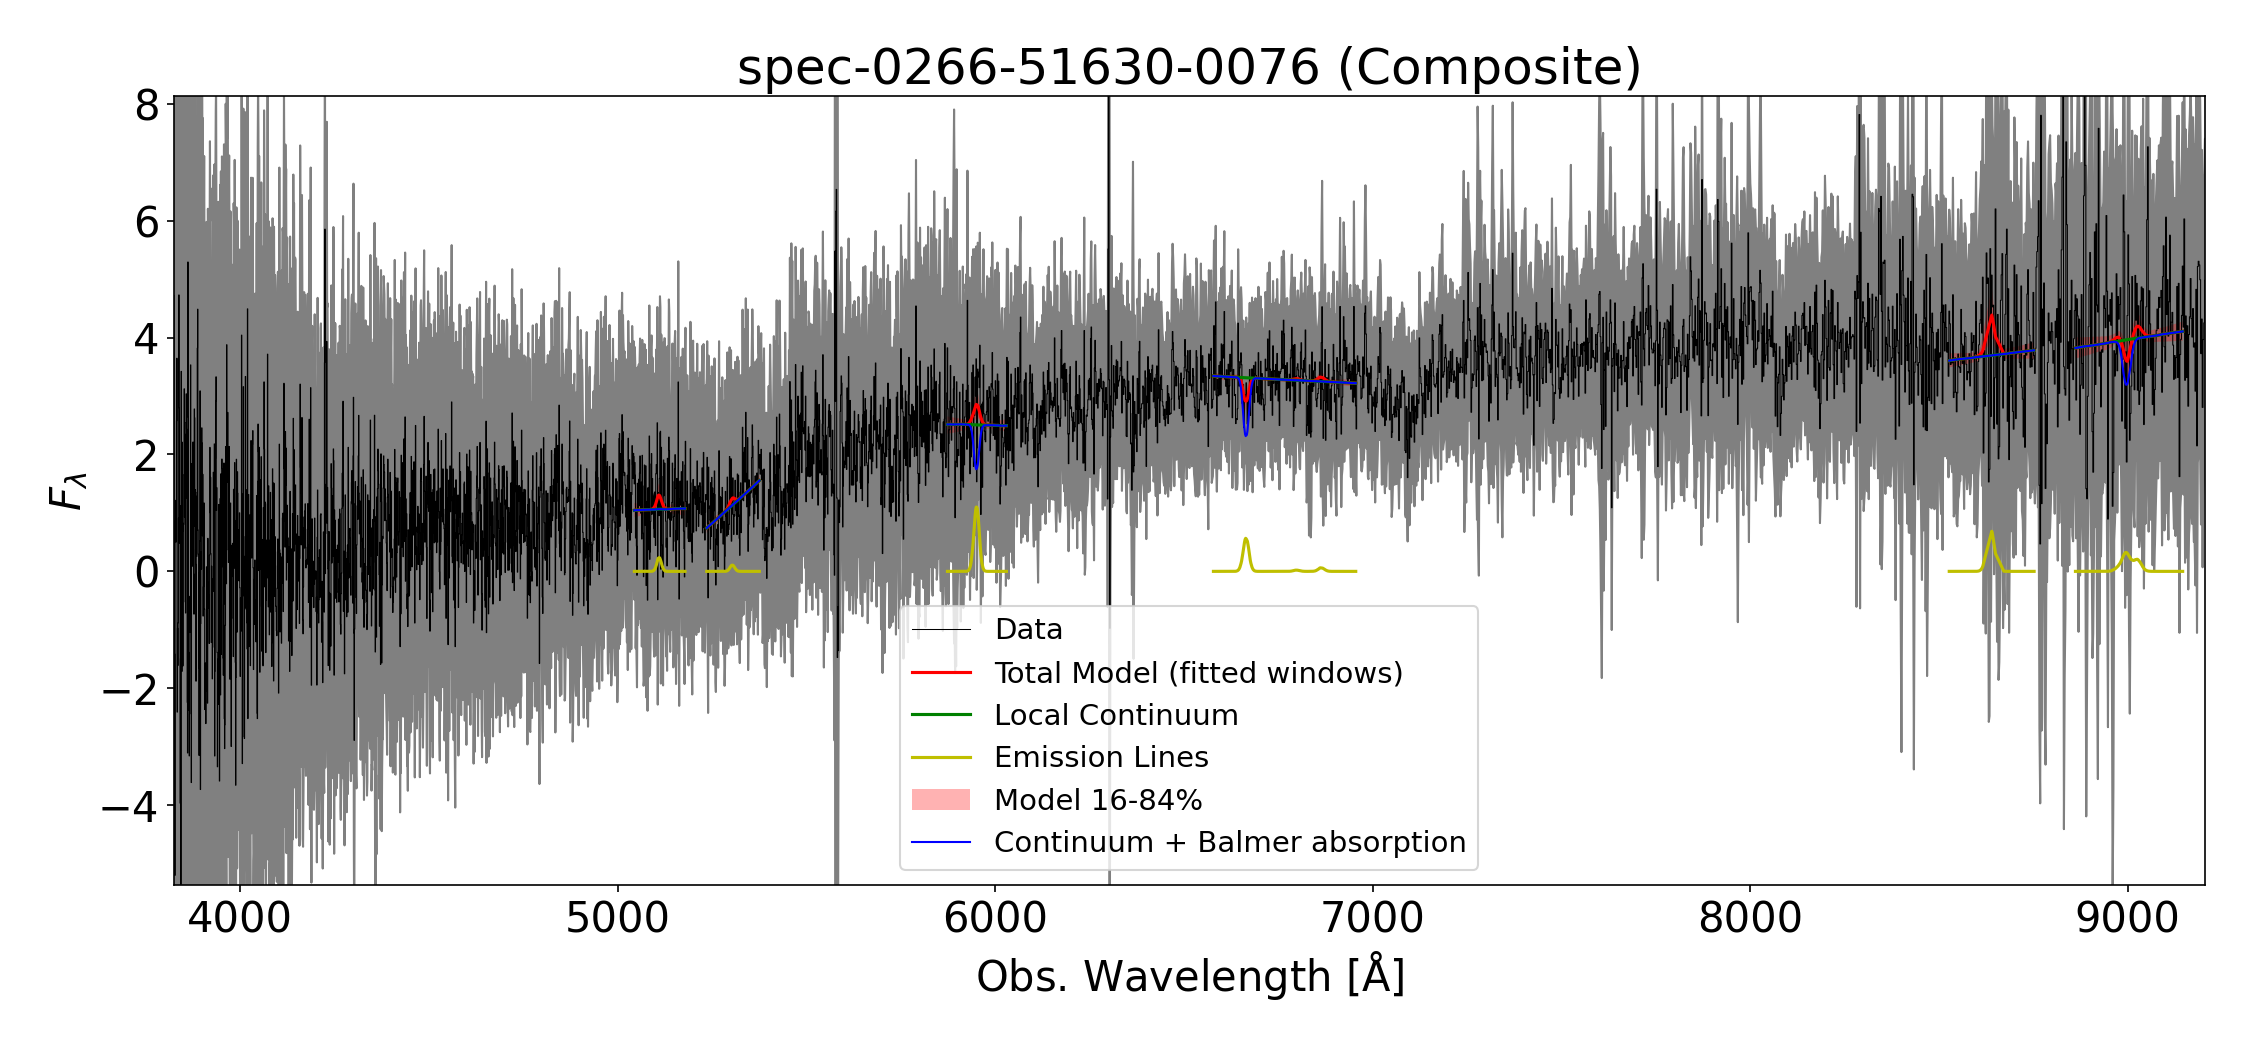 spec-0266-51630-0076 (Composite)
8
6
4
2
0
−2
−4
F_λ
Data
Total Model (fitted windows)
Local Continuum
Emission Lines
Model 16-84%
Continuum + Balmer absorption
4000 5000 6000 7000 8000 9000
Obs. Wavelength [Å]